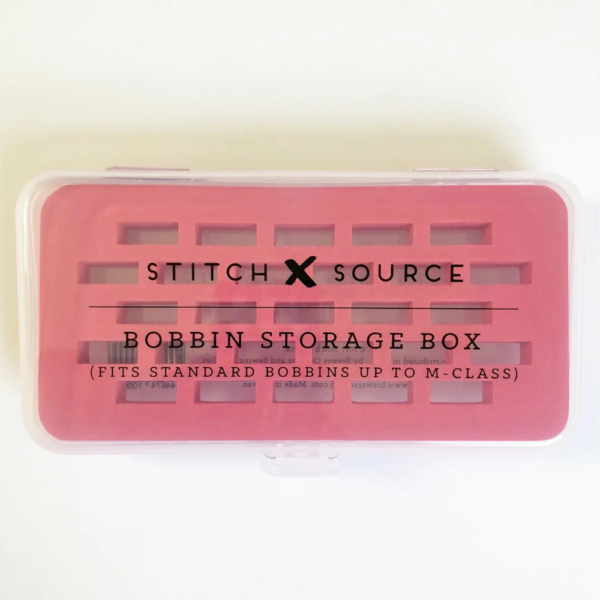 STITCH X SOURCE
BOBBIN STORAGE BOX
(FITS STANDARD BOBBINS UP TO M-CLASS)